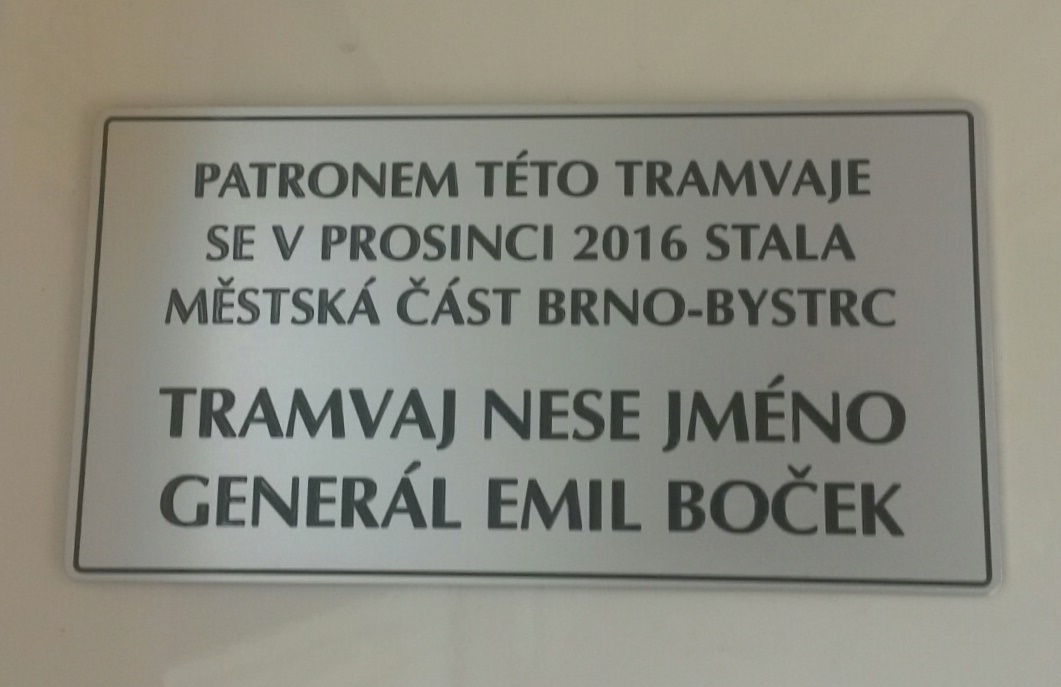 PATRONEM TÉTO TRAMVAJE
SE V PROSINCI 2016 STALA
MĚSTSKÁ ČÁST BRNO-BYSTRC
TRAMVAJ NESE JMÉNO
GENERÁL EMIL BOČEK